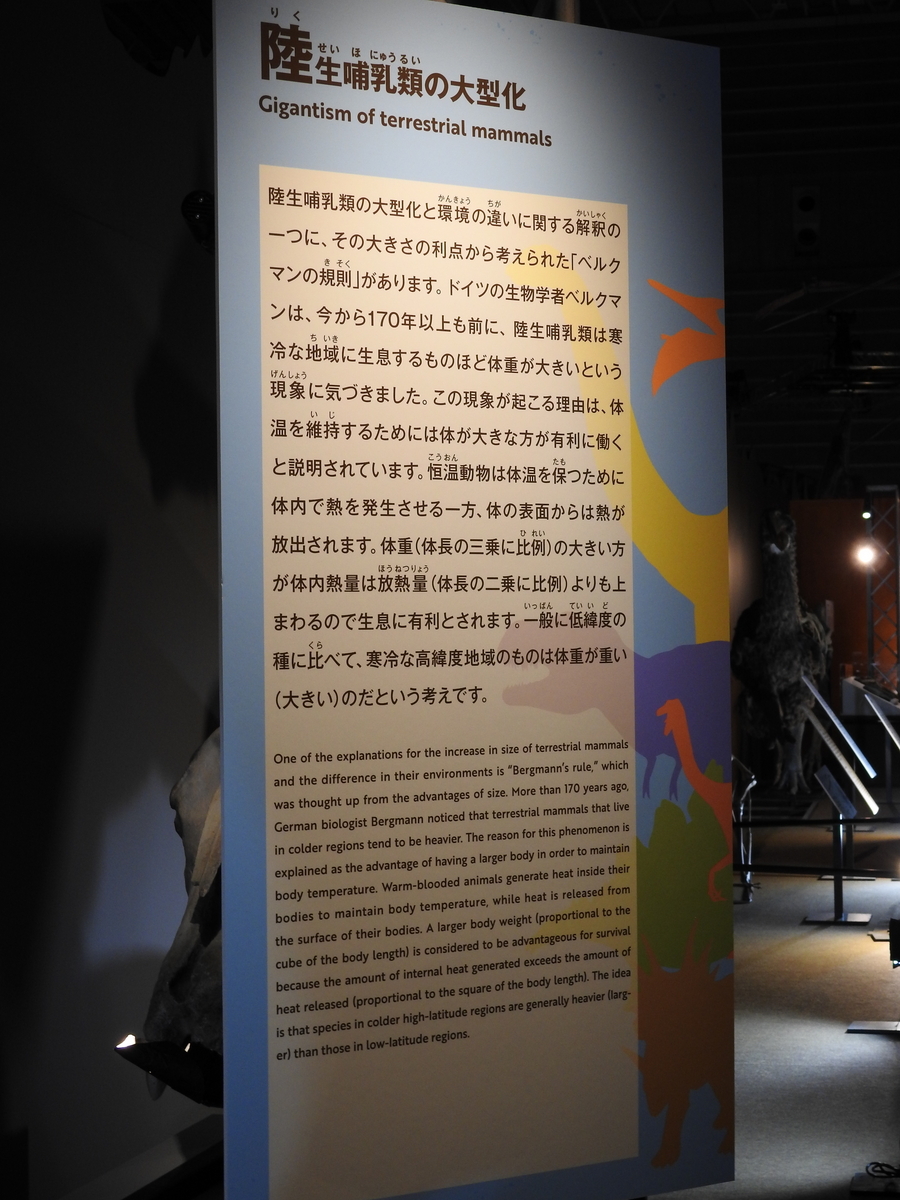 陸生哺乳類の大型化
Gigantism of terrestrial mammals
陸生哺乳類の大型化と環境の違いに関する解釈の
一つに、その大きさの利点から考えられた「ベルク
マンの規則」があります。ドイツの生物学者ベルクマ
ンは、今から170年以上も前に、陸生哺乳類は寒
冷な地域に生息するものほど体重が大きいという
現象に気づきました。この現象が起こる理由は、体
温を維持するためには体が大きな方が有利に働く
と説明されています。恒温動物は体温を保つために
体内で熱を発生させる一方、体の表面からは熱が
放出されます。体重（体長の三乗に比例）の大きい方
が体内熱量は放熱量（体長の二乗に比例）よりも上
まわるので生息に有利とされます。一般に低緯度の
種に比べて、寒冷な高緯度地域のものは体重が重い
（大きい）のだという考えです。
One of the explanations for the increase in size of terrestrial mammals
and the difference in their environments is “Bergmann’s rule,” which
was thought up from the advantages of size. More than 170 years ago,
German biologist Bergmann noticed that terrestrial mammals that live
in colder regions tend to be heavier. The reason for this phenomenon is
explained as the advantage of having a larger body in order to maintain
body temperature. Warm-blooded animals generate heat inside their
bodies to maintain body temperature, while heat is released from
the surface of their bodies. A larger body weight (proportional to the
cube of the body length) is considered to be advantageous for survival
because the amount of internal heat generated exceeds the amount of
heat released (proportional to the square of the body length). The idea
is that species in colder high-latitude regions are generally heavier (larg-
er) than those in low-latitude regions.